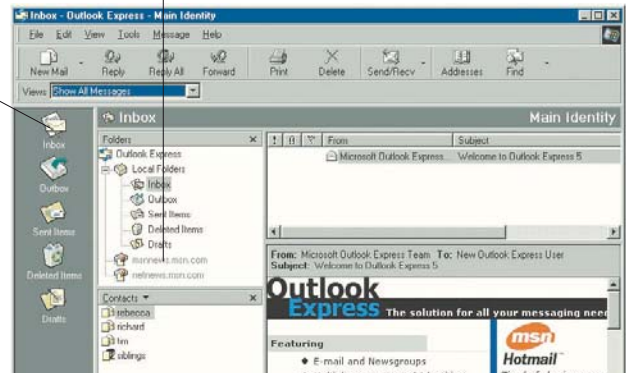 Inbox - Outlook Express - Main Identity
File Edit View Tools Message Help
New Mail Reply Reply All Forward Print Delete Send/Recv Addresses Find
Views Show All Messages
Inbox Main Identity
Inbox
Outbox
Sent Items
Deleted Items
Drafts
Folders
Outlook Express
Local Folders
Inbox
Outbox
Sent Items
Deleted Items
Drafts
msnnews.msn.com
netnews.msn.com
Contacts
rebecca
richard
tim
siblings
! From Subject
Microsoft Outlook Express... Welcome to Outlook Express 5
From: Microsoft Outlook Express Team To: New Outlook Express User
Subject: Welcome to Outlook Express 5
Outlook
Express The solution for all your messaging
Featuring
E-mail and Newsgroups
msn
Hotmail